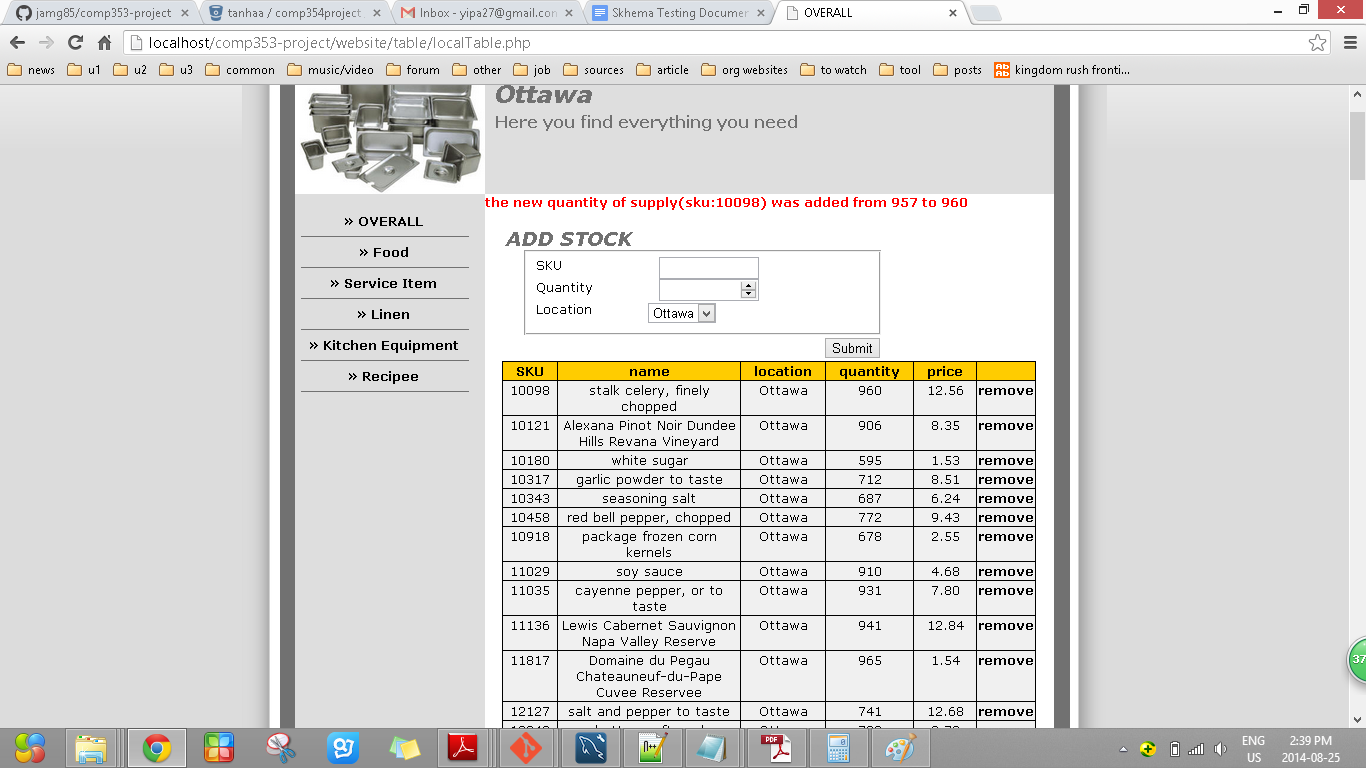 jamg85/comp353-project
tanhaa / comp354project
Inbox - yipa27@gmail.con
Skhema Testing Documen
OVERALL
localhost/comp353-project/website/table/localTable.php
news u1 u2 u3 common music/video forum other job sources article org websites to watch tool posts kingdom rush fronti...
Ottawa
Here you find everything you need
the new quantity of supply(sku:10098) was added from 957 to 960
» OVERALL
» Food
» Service Item
» Linen
» Kitchen Equipment
» Recipee
ADD STOCK
SKU
Quantity
Location Ottawa
Submit
SKU name location quantity price
10098 stalk celery, finely chopped Ottawa 960 12.56 remove
10121 Alexana Pinot Noir Dundee Hills Revana Vineyard Ottawa 906 8.35 remove
10180 white sugar Ottawa 595 1.53 remove
10317 garlic powder to taste Ottawa 712 8.51 remove
10343 seasoning salt Ottawa 687 6.24 remove
10458 red bell pepper, chopped Ottawa 772 9.43 remove
10918 package frozen corn kernels Ottawa 678 2.55 remove
11029 soy sauce Ottawa 910 4.68 remove
11035 cayenne pepper, or to taste Ottawa 931 7.80 remove
11136 Lewis Cabernet Sauvignon Napa Valley Reserve Ottawa 941 12.84 remove
11817 Domaine du Pegau Chateauneuf-du-Pape Cuvee Reservee Ottawa 965 1.54 remove
12127 salt and pepper to taste Ottawa 741 12.68 remove
37
ENG
US
2:39 PM
2014-08-25